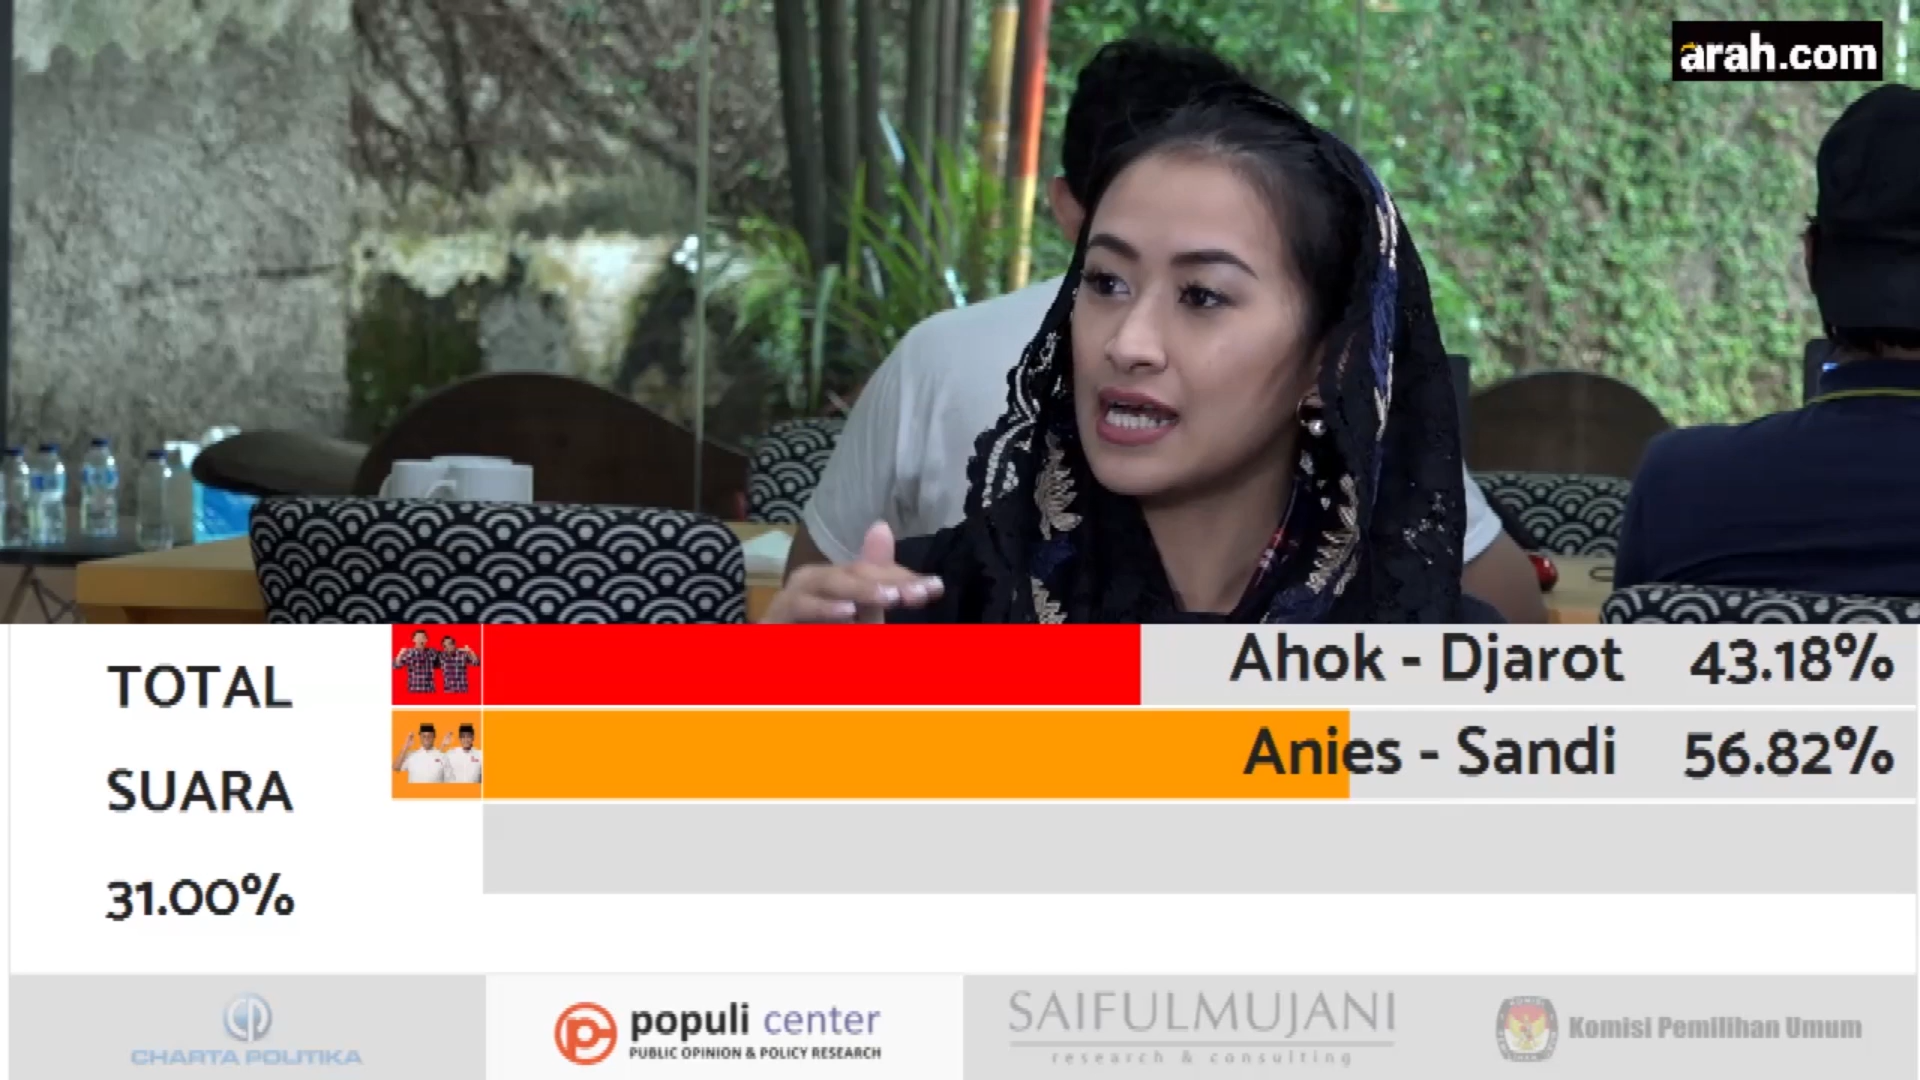 arah.com
Ahok - Djarot 43.18%
Anies - Sandi 56.82%
TOTAL
SUARA
31.00%
CHARTA POLITIKA
populi center
PUBLIC OPINION & POLICY RESEARCH
SAIFULMUJANI
research & consulting
Komisi Pemilihan Umum